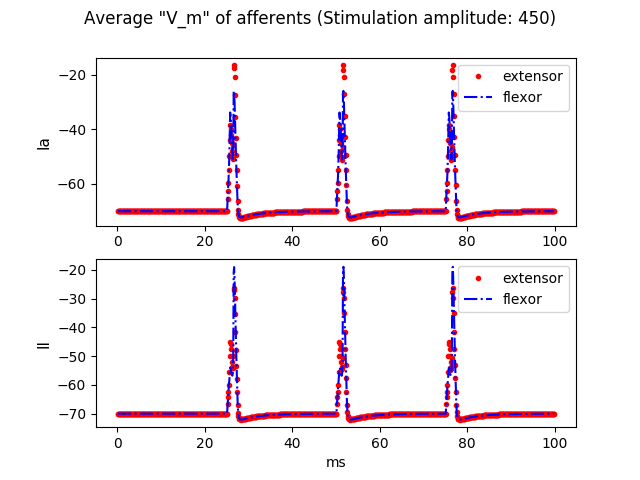 Average "V_m" of afferents (Stimulation amplitude: 450)
−20
−40
−60
Ia
extensor
flexor
0 20 40 60 80 100
−20
−30
−40
−50
−60
−70
II
extensor
flexor
0 20 40 60 80 100
ms